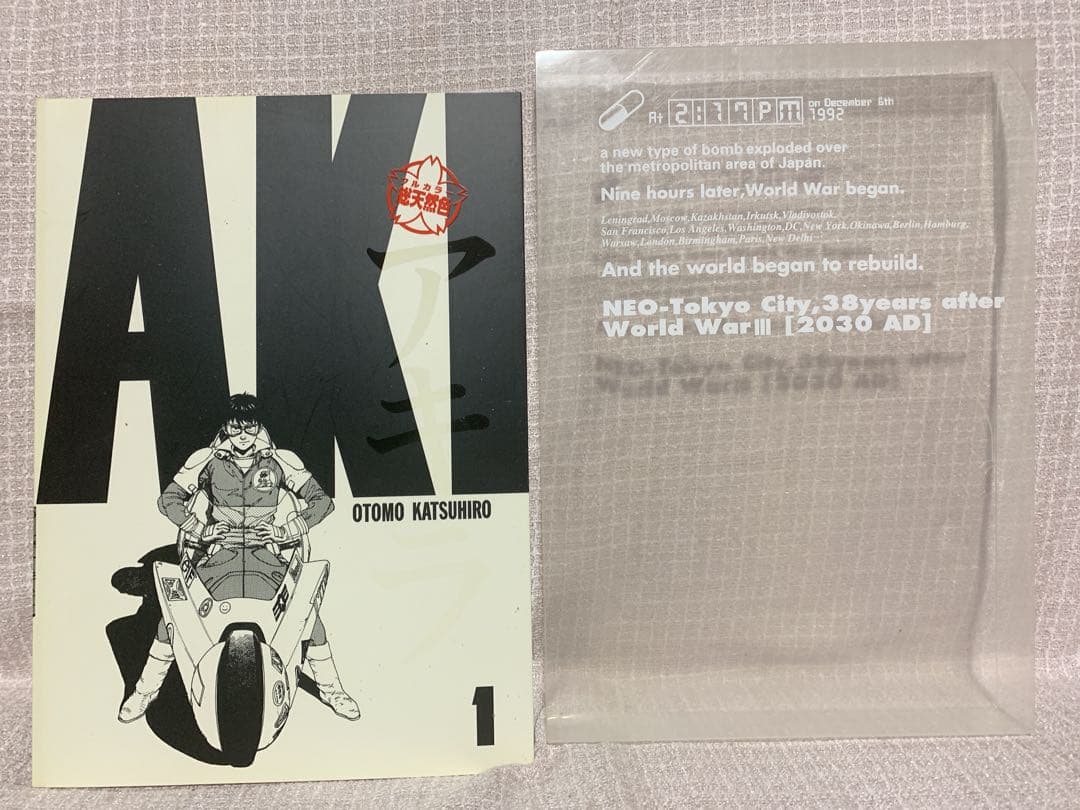 AKI
フルカラー
総天然色
アキラ
OTOMO KATSUHIRO
1
At 2:17PM on December 6th
1992
a new type of bomb exploded over
the metropolitan area of Japan.
Nine hours later,World War began.
Leningrad,Moscow,Kazakhstan,Irkutsk,Vladivostok,
San Francisco,Los Angeles,Washington,DC,New York,Okinawa,Berlin,Hamburg,
Warsaw,London,Birmingham,Paris,New Delhi
And the world began to rebuild.
NEO-Tokyo City,38years after
World WarⅢ [2030 AD]